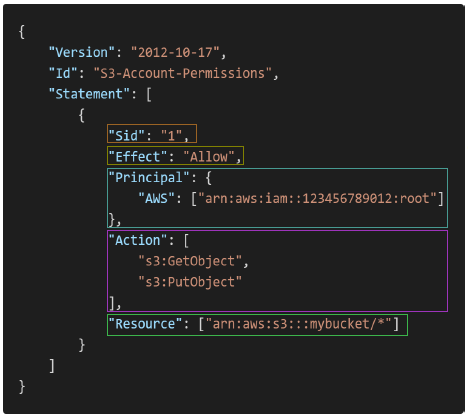 {
"Version": "2012-10-17",
"Id": "S3-Account-Permissions",
"Statement": [
{
"Sid": "1",
"Effect": "Allow",
"Principal": {
"AWS": ["arn:aws:iam::123456789012:root"]
},
"Action": [
"s3:GetObject",
"s3:PutObject"
],
"Resource": ["arn:aws:s3:::mybucket/*"]
}
]
}